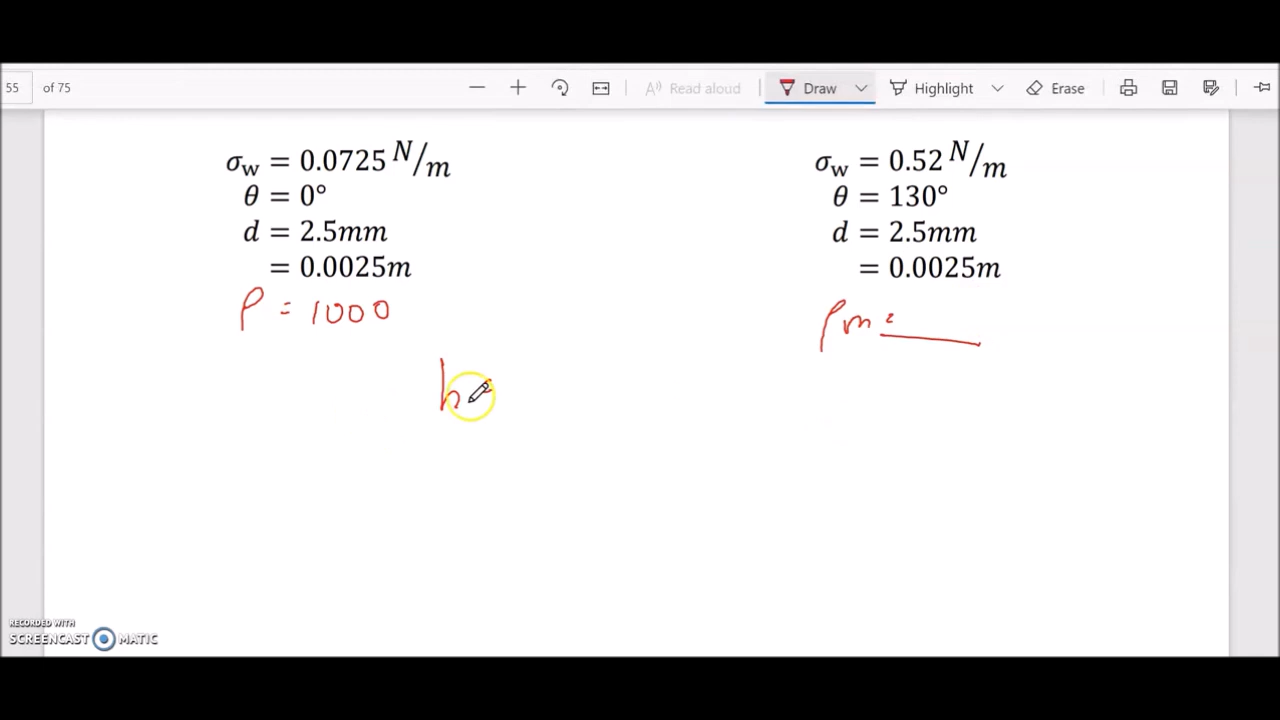 55 of 75 Read aloud Draw Highlight Erase
σw = 0.0725 N/m
θ = 0°
d = 2.5mm
= 0.0025m
ρ = 1000
σw = 0.52 N/m
θ = 130°
d = 2.5mm
= 0.0025m
ρm =
h
RECORDED WITH
SCREENCAST MATIC